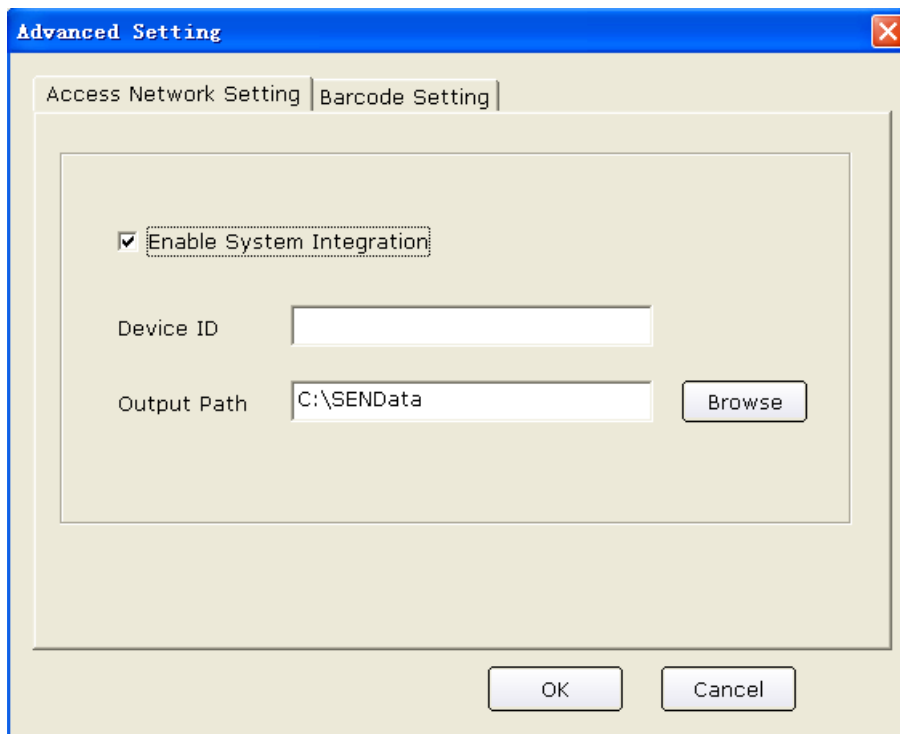 Advanced Setting
Access Network Setting
Barcode Setting
Enable System Integration
Device ID
Output Path
C:\SENData
Browse
OK
Cancel